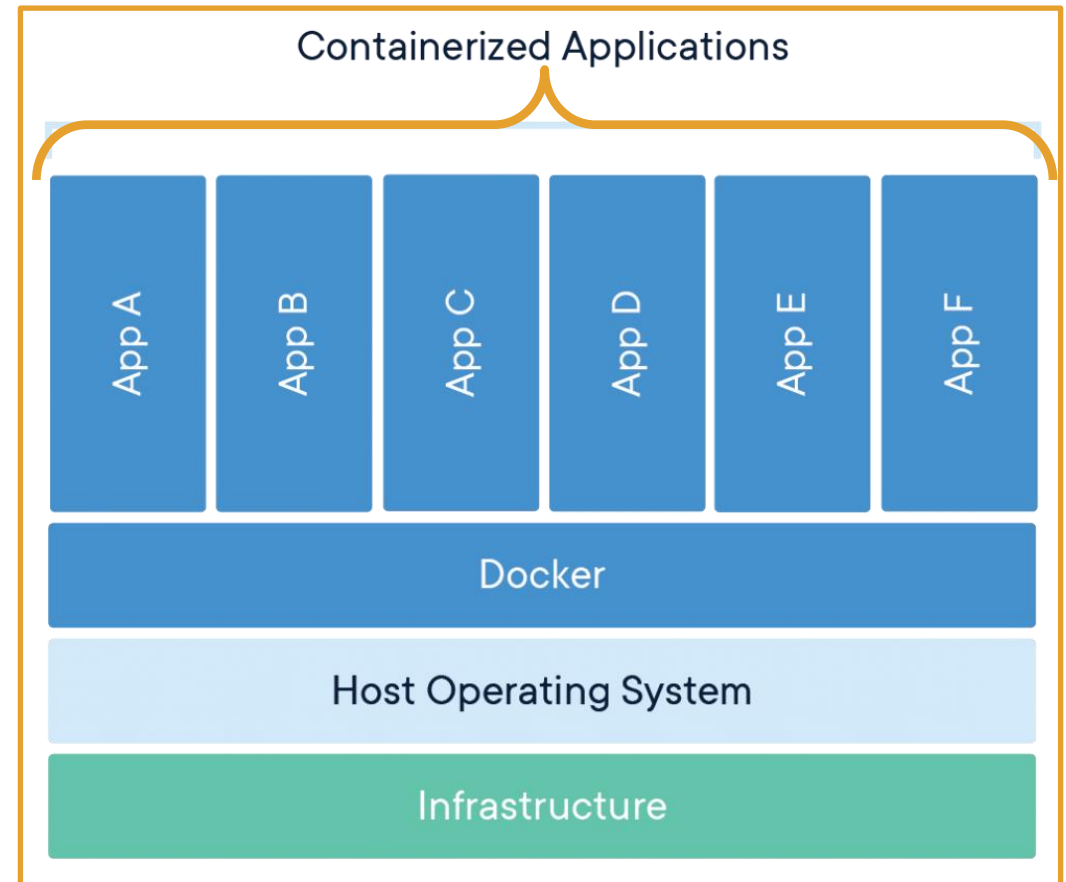 Containerized Applications
App A
App B
App C
App D
App E
App F
Docker
Host Operating System
Infrastructure